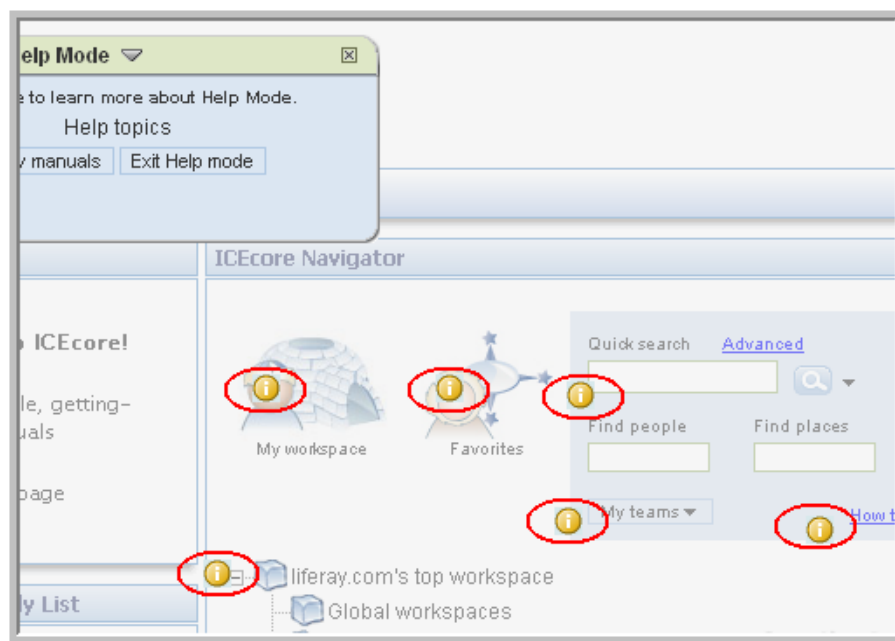 elp Mode
e to learn more about Help Mode.
Help topics
v manuals Exit Help mode
ICEcore Navigator
o ICEcore!
le, getting-
uals
page
My workspace
Favorites
Quick search Advanced
Find people Find places
My teams
How t
liferay.com's top workspace
Global workspaces
ly List